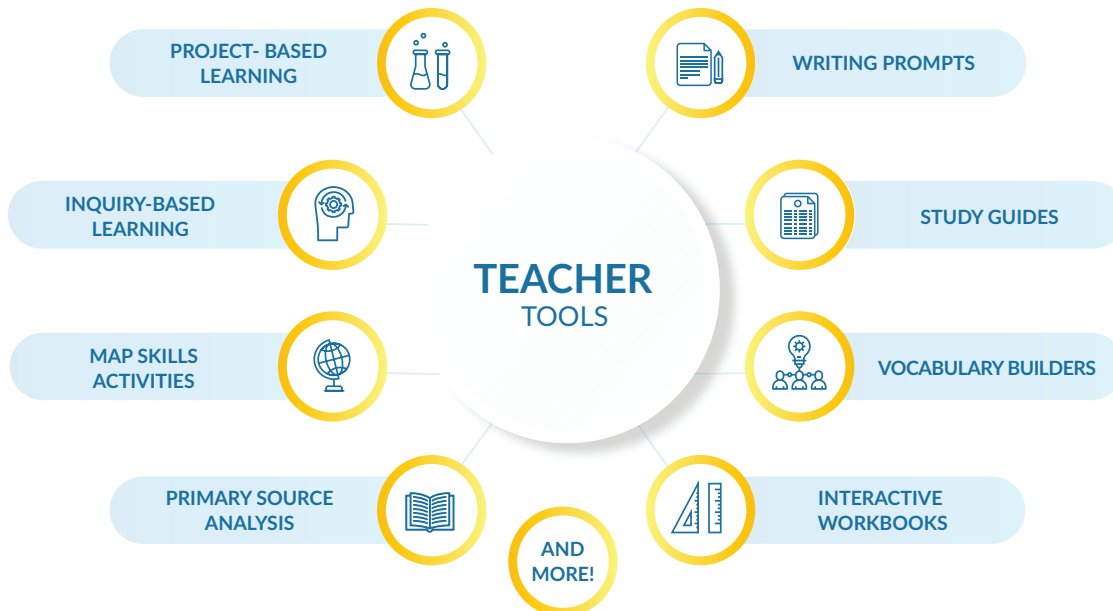 PROJECT- BASED
LEARNING
WRITING PROMPTS
INQUIRY-BASED
LEARNING
STUDY GUIDES
TEACHER
TOOLS
MAP SKILLS
ACTIVITIES
VOCABULARY BUILDERS
PRIMARY SOURCE
ANALYSIS
INTERACTIVE
WORKBOOKS
AND
MORE!